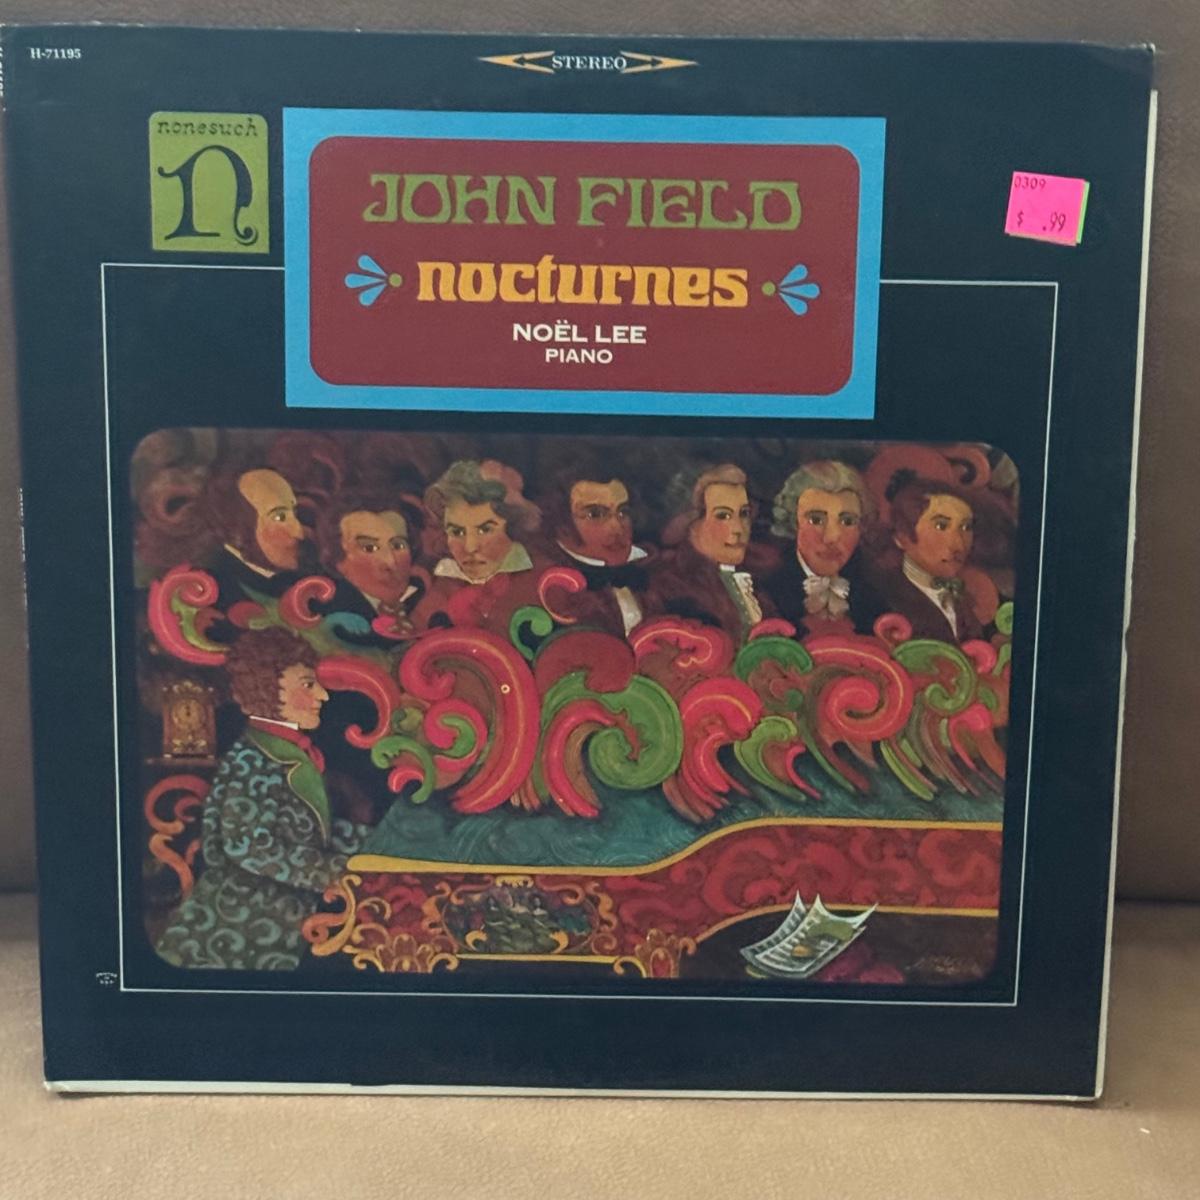 H-71195
STEREO
nonesuch
n
JOHN FIELD
nocturnes
NOËL LEE
PIANO
0309
$ .99